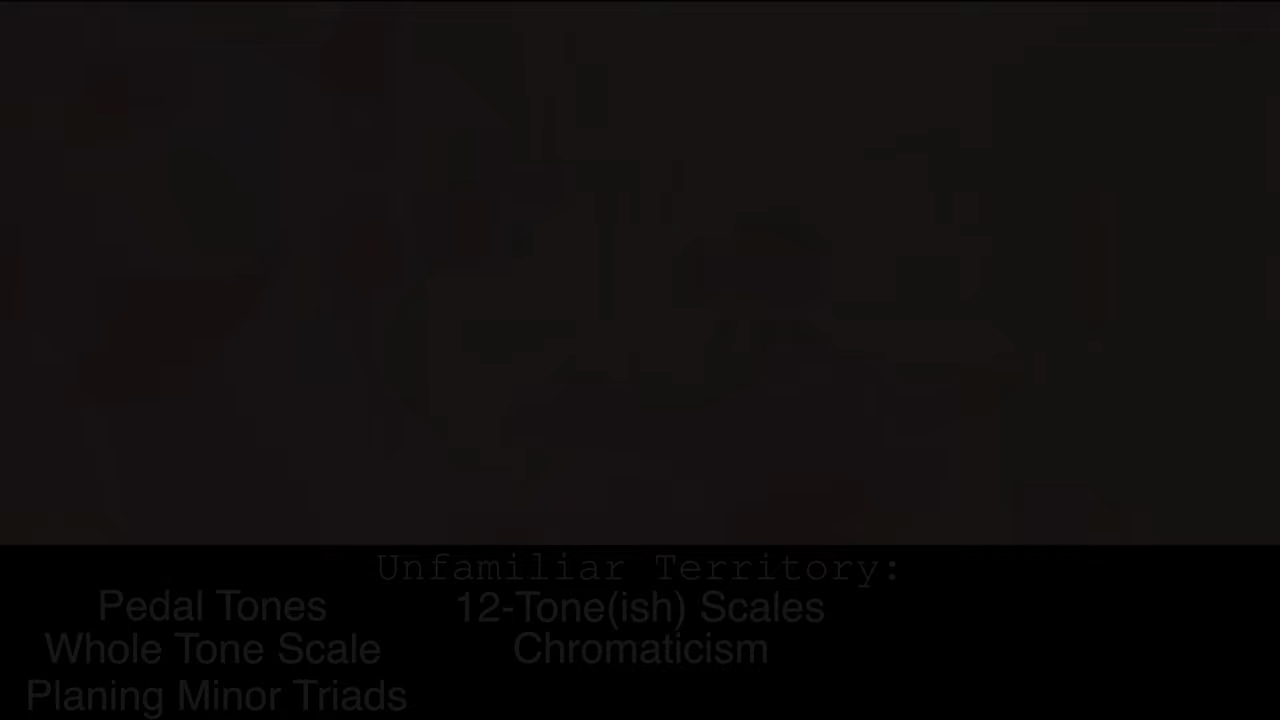 Unfamiliar Territory:
Pedal Tones
Whole Tone Scale
Planing Minor Triads
12-Tone(ish) Scales
Chromaticism